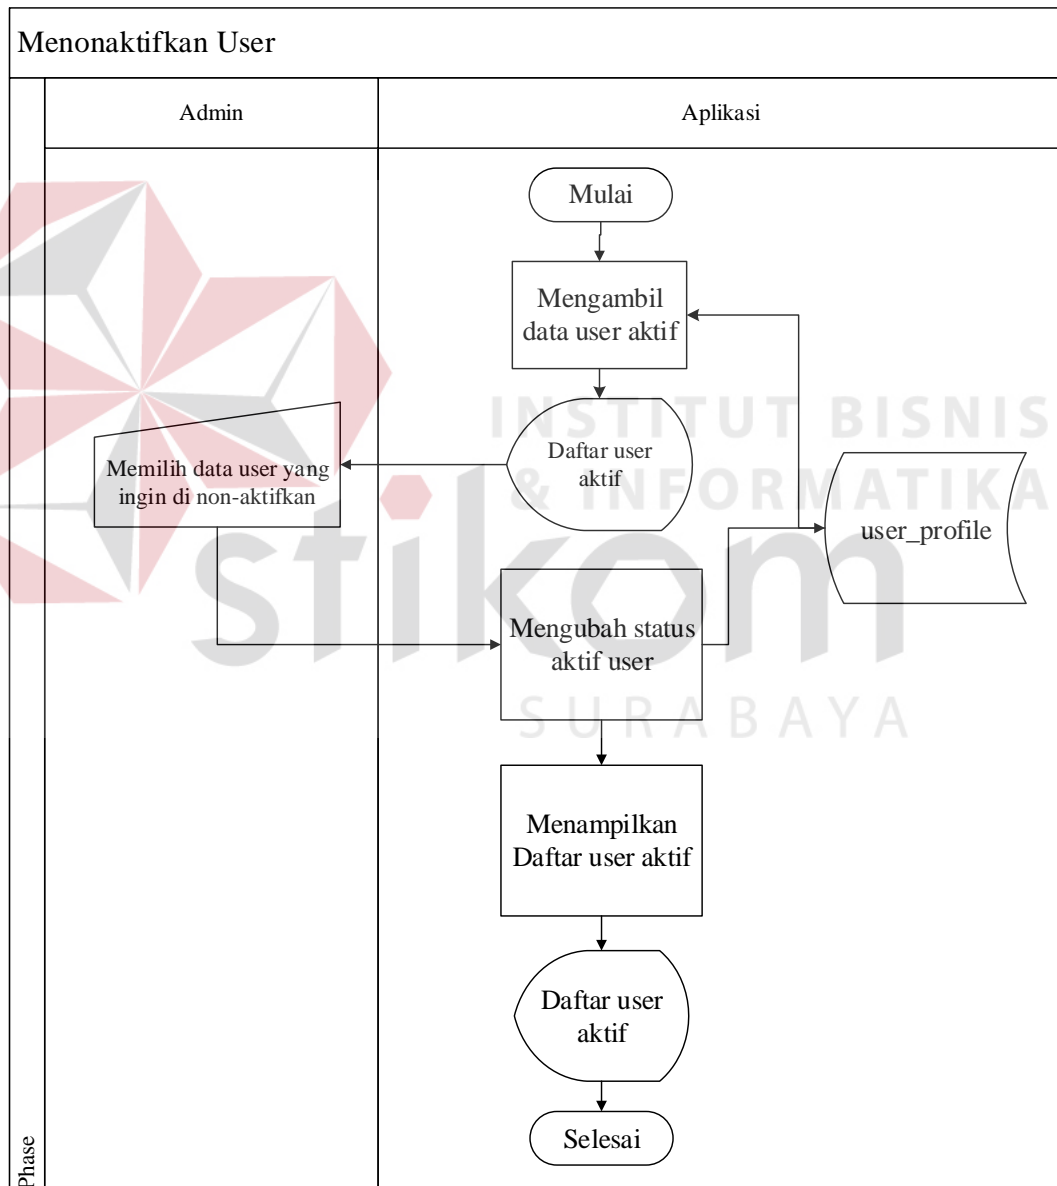 Menonaktifkan User
Admin
Aplikasi
Mulai
Mengambil
data user aktif
Daftar user
aktif
Memilih data user yang
ingin di non-aktifkan
user_profile
Mengubah status
aktif user
Menampilkan
Daftar user aktif
Daftar user
aktif
Selesai
Phase
INSTITUT BISNIS
& INFORMATIKA
stikom
SURABAYA